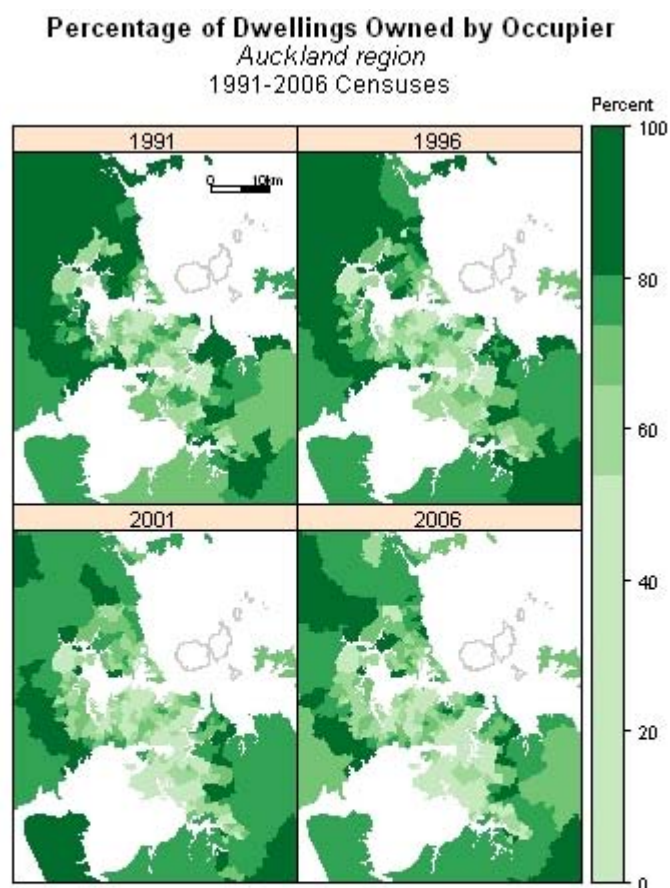 Percentage of Dwellings Owned by Occupier
Auckland region
1991-2006 Censuses
Percent
1991
1996
0 10km
100
80
60
40
20
0
2001
2006